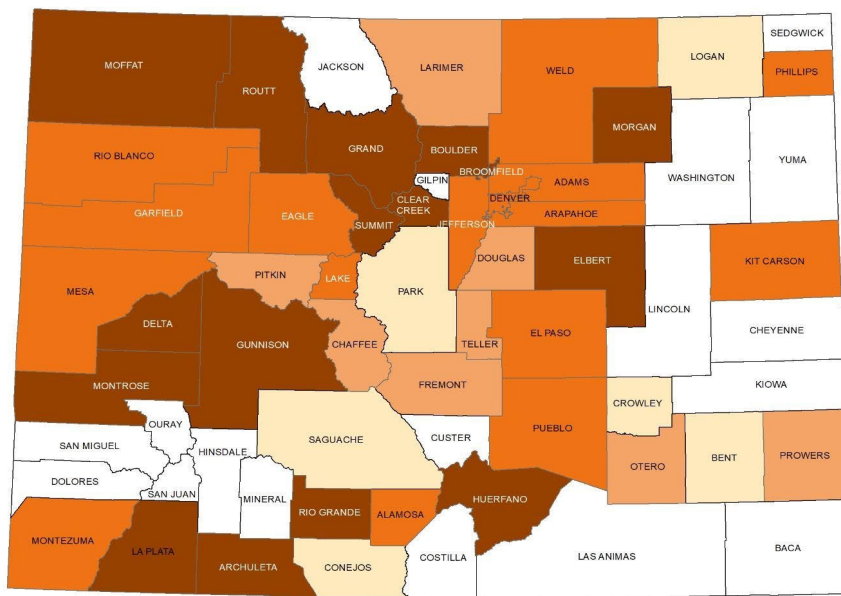 SEDGWICK
LOGAN
MOFFAT
JACKSON
LARIMER
WELD
PHILLIPS
ROUTT
MORGAN
GRAND
BOULDER
YUMA
RIO BLANCO
BROOMFIELD
WASHINGTON
GILPIN
ADAMS
CLEAR
CREEK
DENVER
GARFIELD
EAGLE
SUMMIT
JEFFERSON
ARAPAHOE
DOUGLAS
ELBERT
KIT CARSON
PITKIN
LAKE
MESA
PARK
LINCOLN
DELTA
GUNNISON
CHAFFEE
TELLER
EL PASO
CHEYENNE
MONTROSE
FREMONT
KIOWA
CROWLEY
OURAY
CUSTER
PUEBLO
SAN MIGUEL
HINSDALE
SAGUACHE
OTERO
BENT
PROWERS
DOLORES
SAN JUAN
MINERAL
RIO GRANDE
ALAMOSA
HUERFANO
MONTEZUMA
LA PLATA
ARCHULETA
CONEJOS
COSTILLA
LAS ANIMAS
BACA